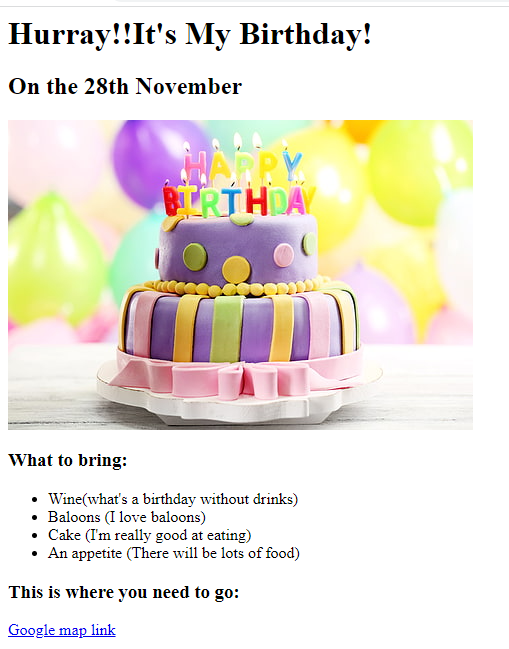 Hurray!!It's My Birthday!
On the 28th November
HAPPY
BIRTHDAY
What to bring:
Wine(what's a birthday without drinks)
Baloons (I love baloons)
Cake (I'm really good at eating)
An appetite (There will be lots of food)
This is where you need to go:
Google map link